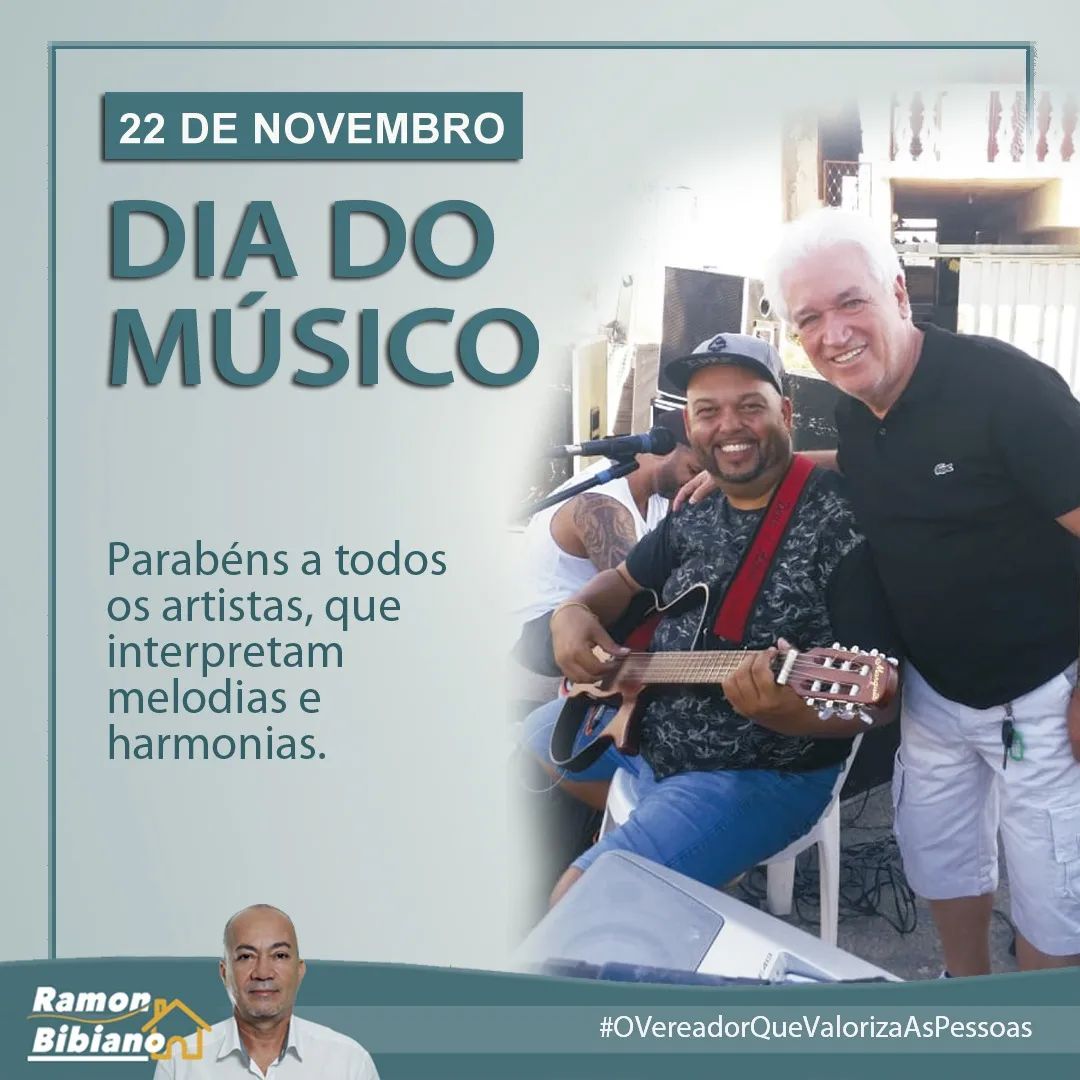 22 DE NOVEMBRO
DIA DO
MÚSICO
Parabéns a todos
os artistas, que
interpretam
melodias e
harmonias.
Ramon
Bibiano
#OVereadorQueValorizaAsPessoas